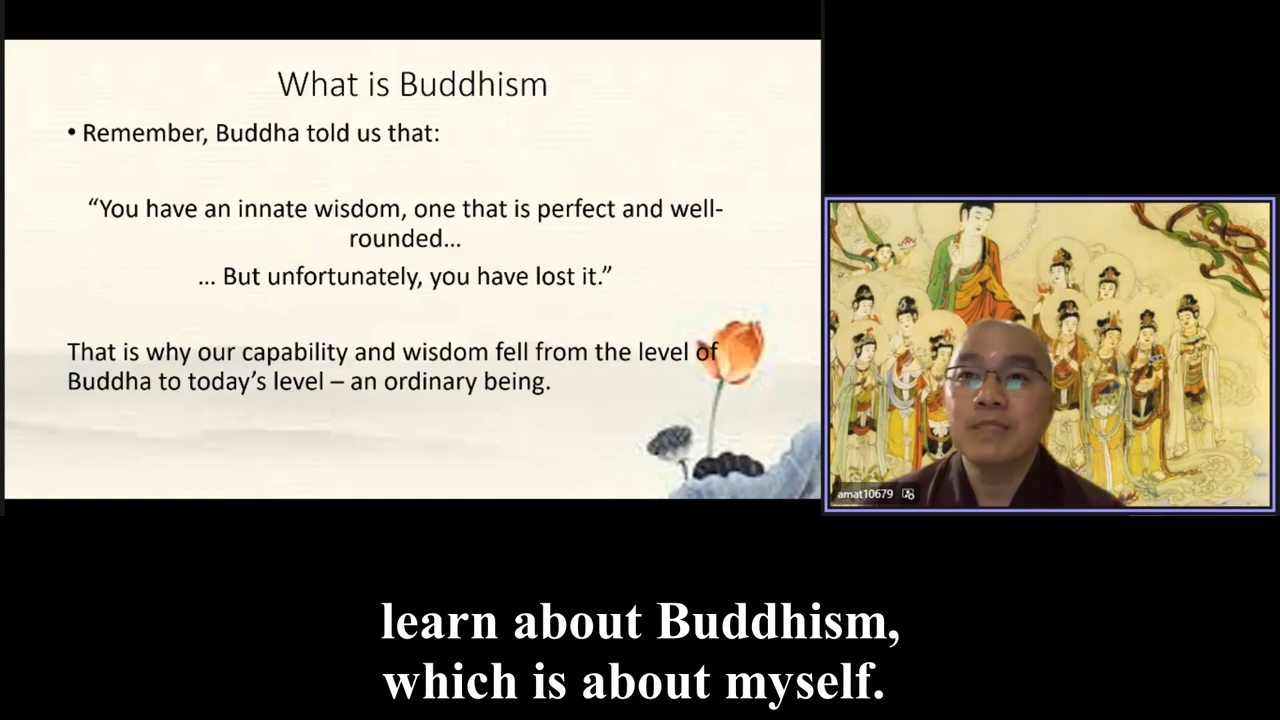 What is Buddhism
• Remember, Buddha told us that:
“You have an innate wisdom, one that is perfect and well-
rounded…
… But unfortunately, you have lost it.”
That is why our capability and wisdom fell from the level of
Buddha to today’s level – an ordinary being.
amat10679
learn about Buddhism,
which is about myself.